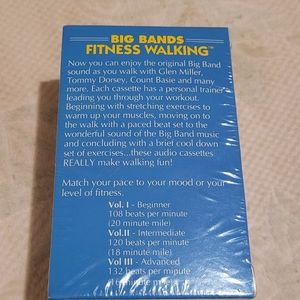 BIG BANDS
FITNESS WALKING™
Now you can enjoy the original Big Band
sound as you walk with Glen Miller,
Tommy Dorsey, Count Basie and
many more. Each cassette has a personal trainer
leading you through your workout.
Beginning with stretching exercises to
warm up your muscles, moving on to
the walk with a paced beat set to the
wonderful sound of the Big Band music
and concluding with a brief cool down
set of exercises...these audio cassettes
REALLY make walking fun!
Match your pace to your mood or your
level of fitness.
Vol. I - Beginner
108 beats per minute
(20 minute mile)
Vol.II - Intermediate
120 beats per minute
(18 minute mile)
Vol III - Advanced
132 beats per minute
(16 minute mile)